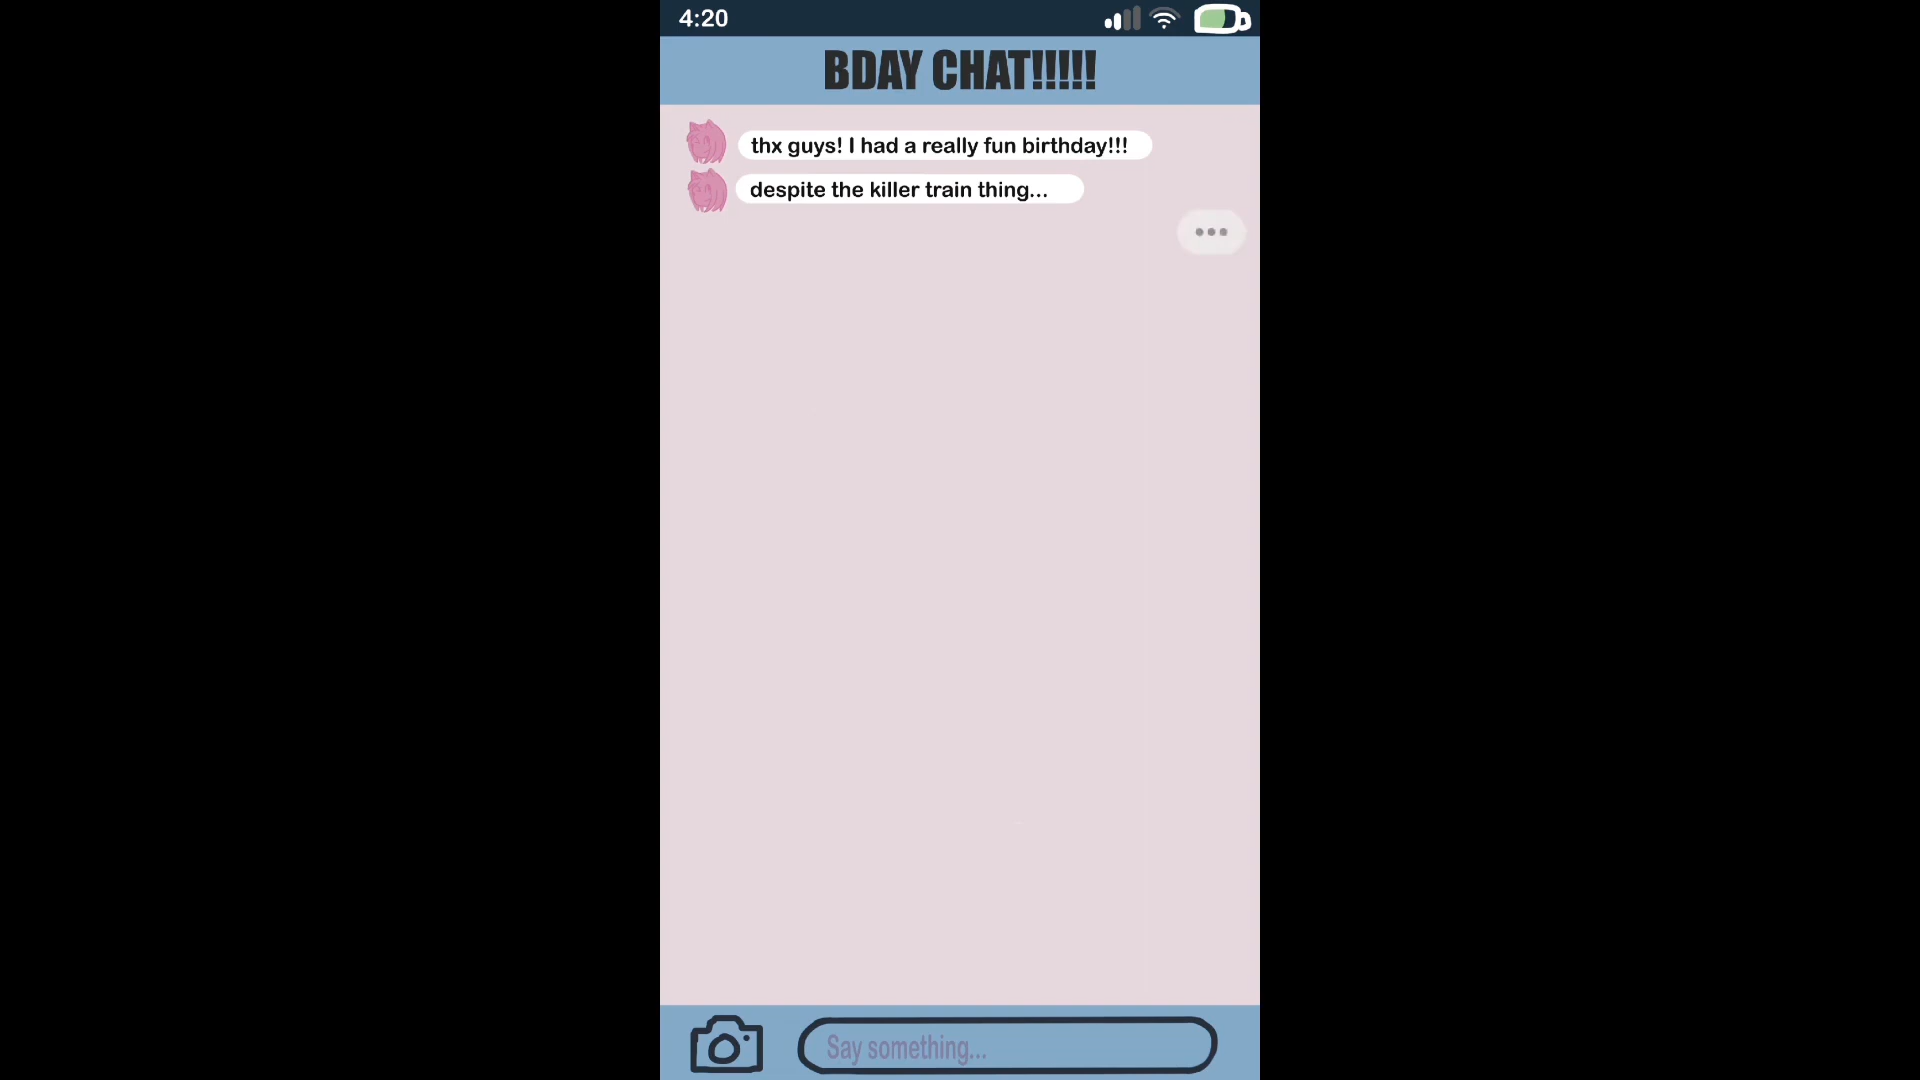 4:20
BDAY CHAT!!!!!
thx guys! I had a really fun birthday!!!
despite the killer train thing...
Say something...